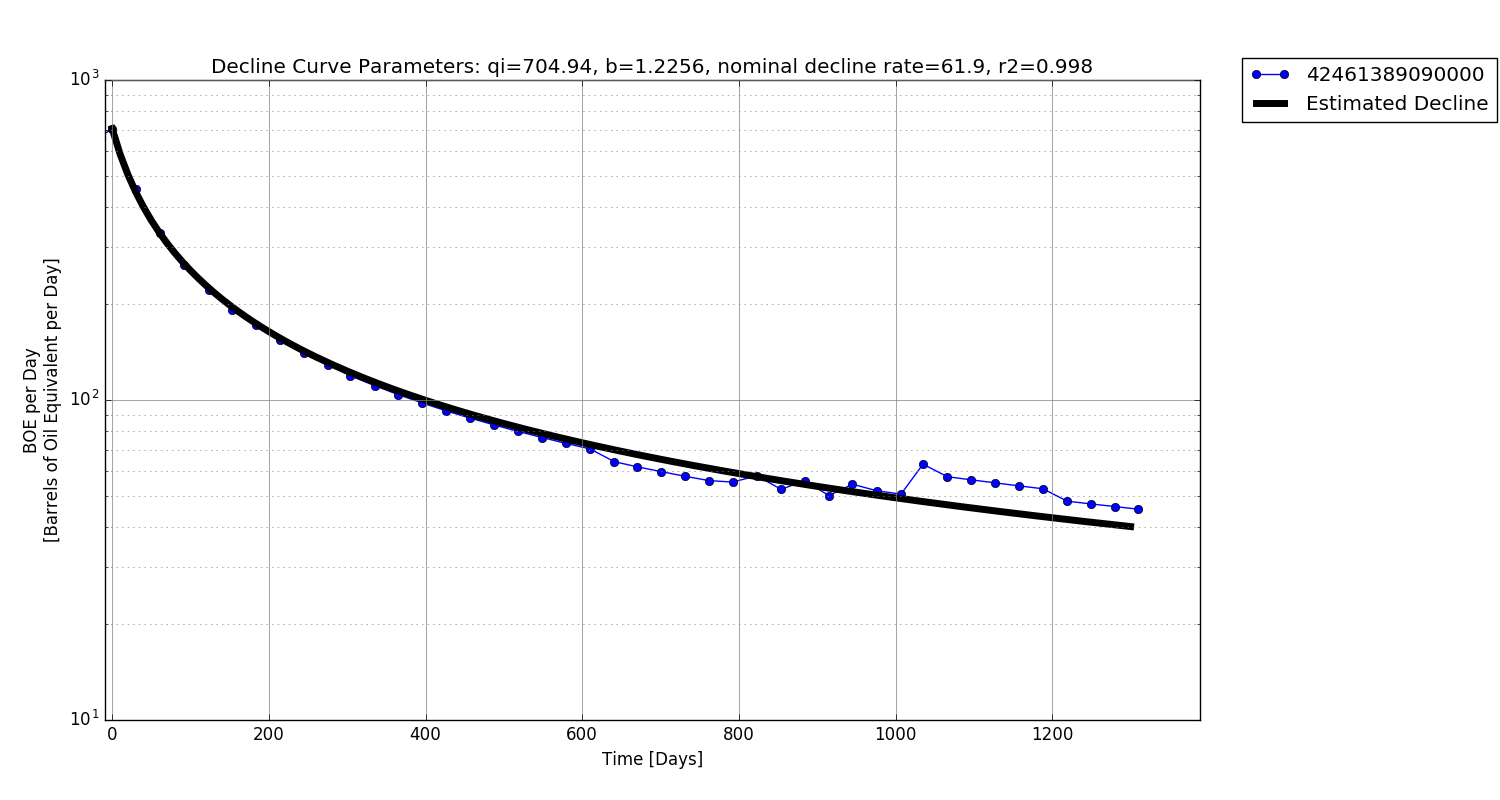 Decline Curve Parameters: qi=704.94, b=1.2256, nominal decline rate=61.9, r2=0.998
42461389090000
Estimated Decline
BOE per Day
[Barrels of Oil Equivalent per Day]
10³
10²
10¹
0 200 400 600 800 1000 1200
Time [Days]